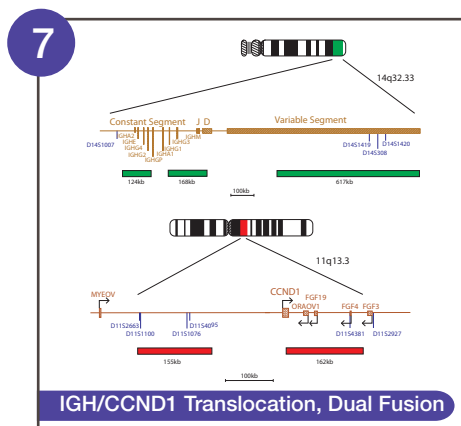 7
14q32.33
Constant Segment J D Variable Segment
IGHA2
IGHE
IGHG4
IGHG2
IGHGP
IGHA1
IGHG1
IGHG3
IGHM
D14S1007
D14S1419
D14S308
D14S1420
124kb
168kb
617kb
100kb
11q13.3
MYEOV
CCND1
ORAOV1
FGF19
FGF4
FGF3
D11S2663
D11S1100
D11S1076
D11S4095
D11S4381
D11S2927
155kb
162kb
100kb
IGH/CCND1 Translocation, Dual Fusion